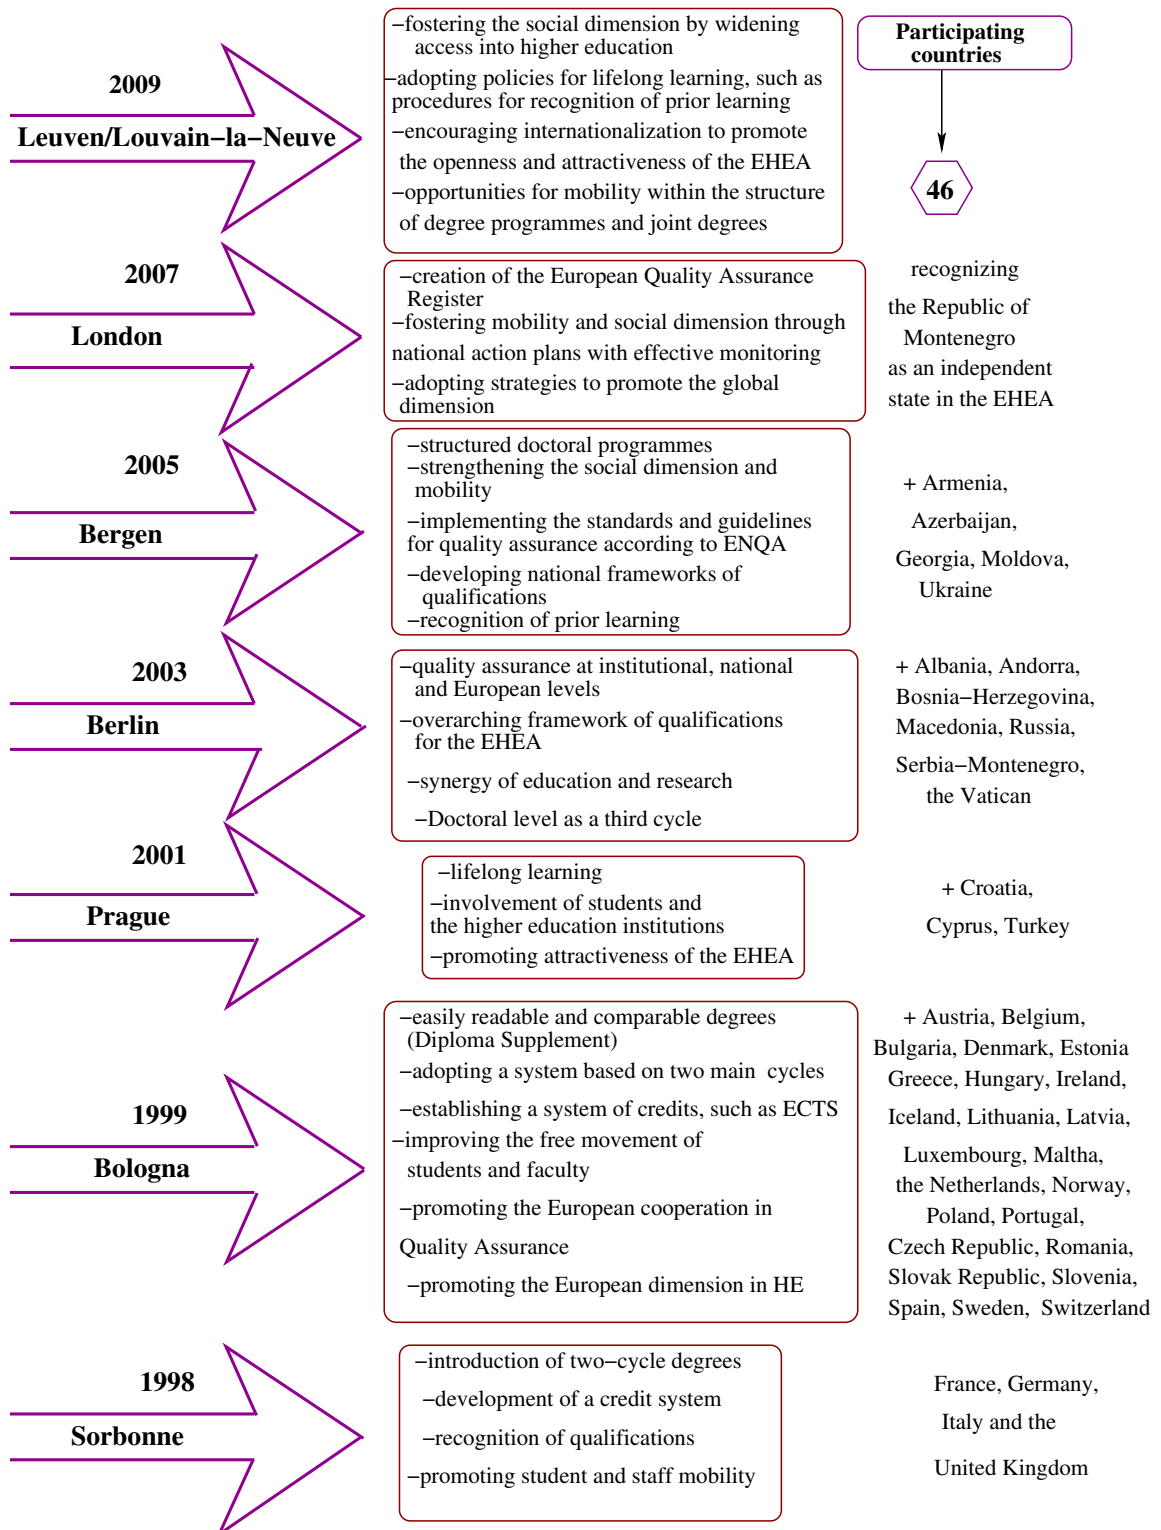 −fostering the social dimension by widening
access into higher education
−adopting policies for lifelong learning, such as
procedures for recognition of prior learning
−encouraging internationalization to promote
the openness and attractiveness of the EHEA
−opportunities for mobility within the structure
of degree programmes and joint degrees
2009
Leuven/Louvain−la−Neuve
Participating
countries
46
2007
London
−creation of the European Quality Assurance
Register
−fostering mobility and social dimension through
national action plans with effective monitoring
−adopting strategies to promote the global
dimension
recognizing
the Republic of
Montenegro
as an independent
state in the EHEA
2005
Bergen
−structured doctoral programmes
−strengthening the social dimension and
mobility
−implementing the standards and guidelines
for quality assurance according to ENQA
−developing national frameworks of
qualifications
−recognition of prior learning
+ Armenia,
Azerbaijan,
Georgia, Moldova,
Ukraine
2003
Berlin
−quality assurance at institutional, national
and European levels
−overarching framework of qualifications
for the EHEA
−synergy of education and research
−Doctoral level as a third cycle
+ Albania, Andorra,
Bosnia−Herzegovina,
Macedonia, Russia,
Serbia−Montenegro,
the Vatican
2001
Prague
−lifelong learning
−involvement of students and
the higher education institutions
−promoting attractiveness of the EHEA
+ Croatia,
Cyprus, Turkey
1999
Bologna
−easily readable and comparable degrees
(Diploma Supplement)
−adopting a system based on two main cycles
−establishing a system of credits, such as ECTS
−improving the free movement of
students and faculty
−promoting the European cooperation in
Quality Assurance
−promoting the European dimension in HE
+ Austria, Belgium,
Bulgaria, Denmark, Estonia
Greece, Hungary, Ireland,
Iceland, Lithuania, Latvia,
Luxembourg, Maltha,
the Netherlands, Norway,
Poland, Portugal,
Czech Republic, Romania,
Slovak Republic, Slovenia,
Spain, Sweden, Switzerland
1998
Sorbonne
−introduction of two−cycle degrees
−development of a credit system
−recognition of qualifications
−promoting student and staff mobility
France, Germany,
Italy and the
United Kingdom